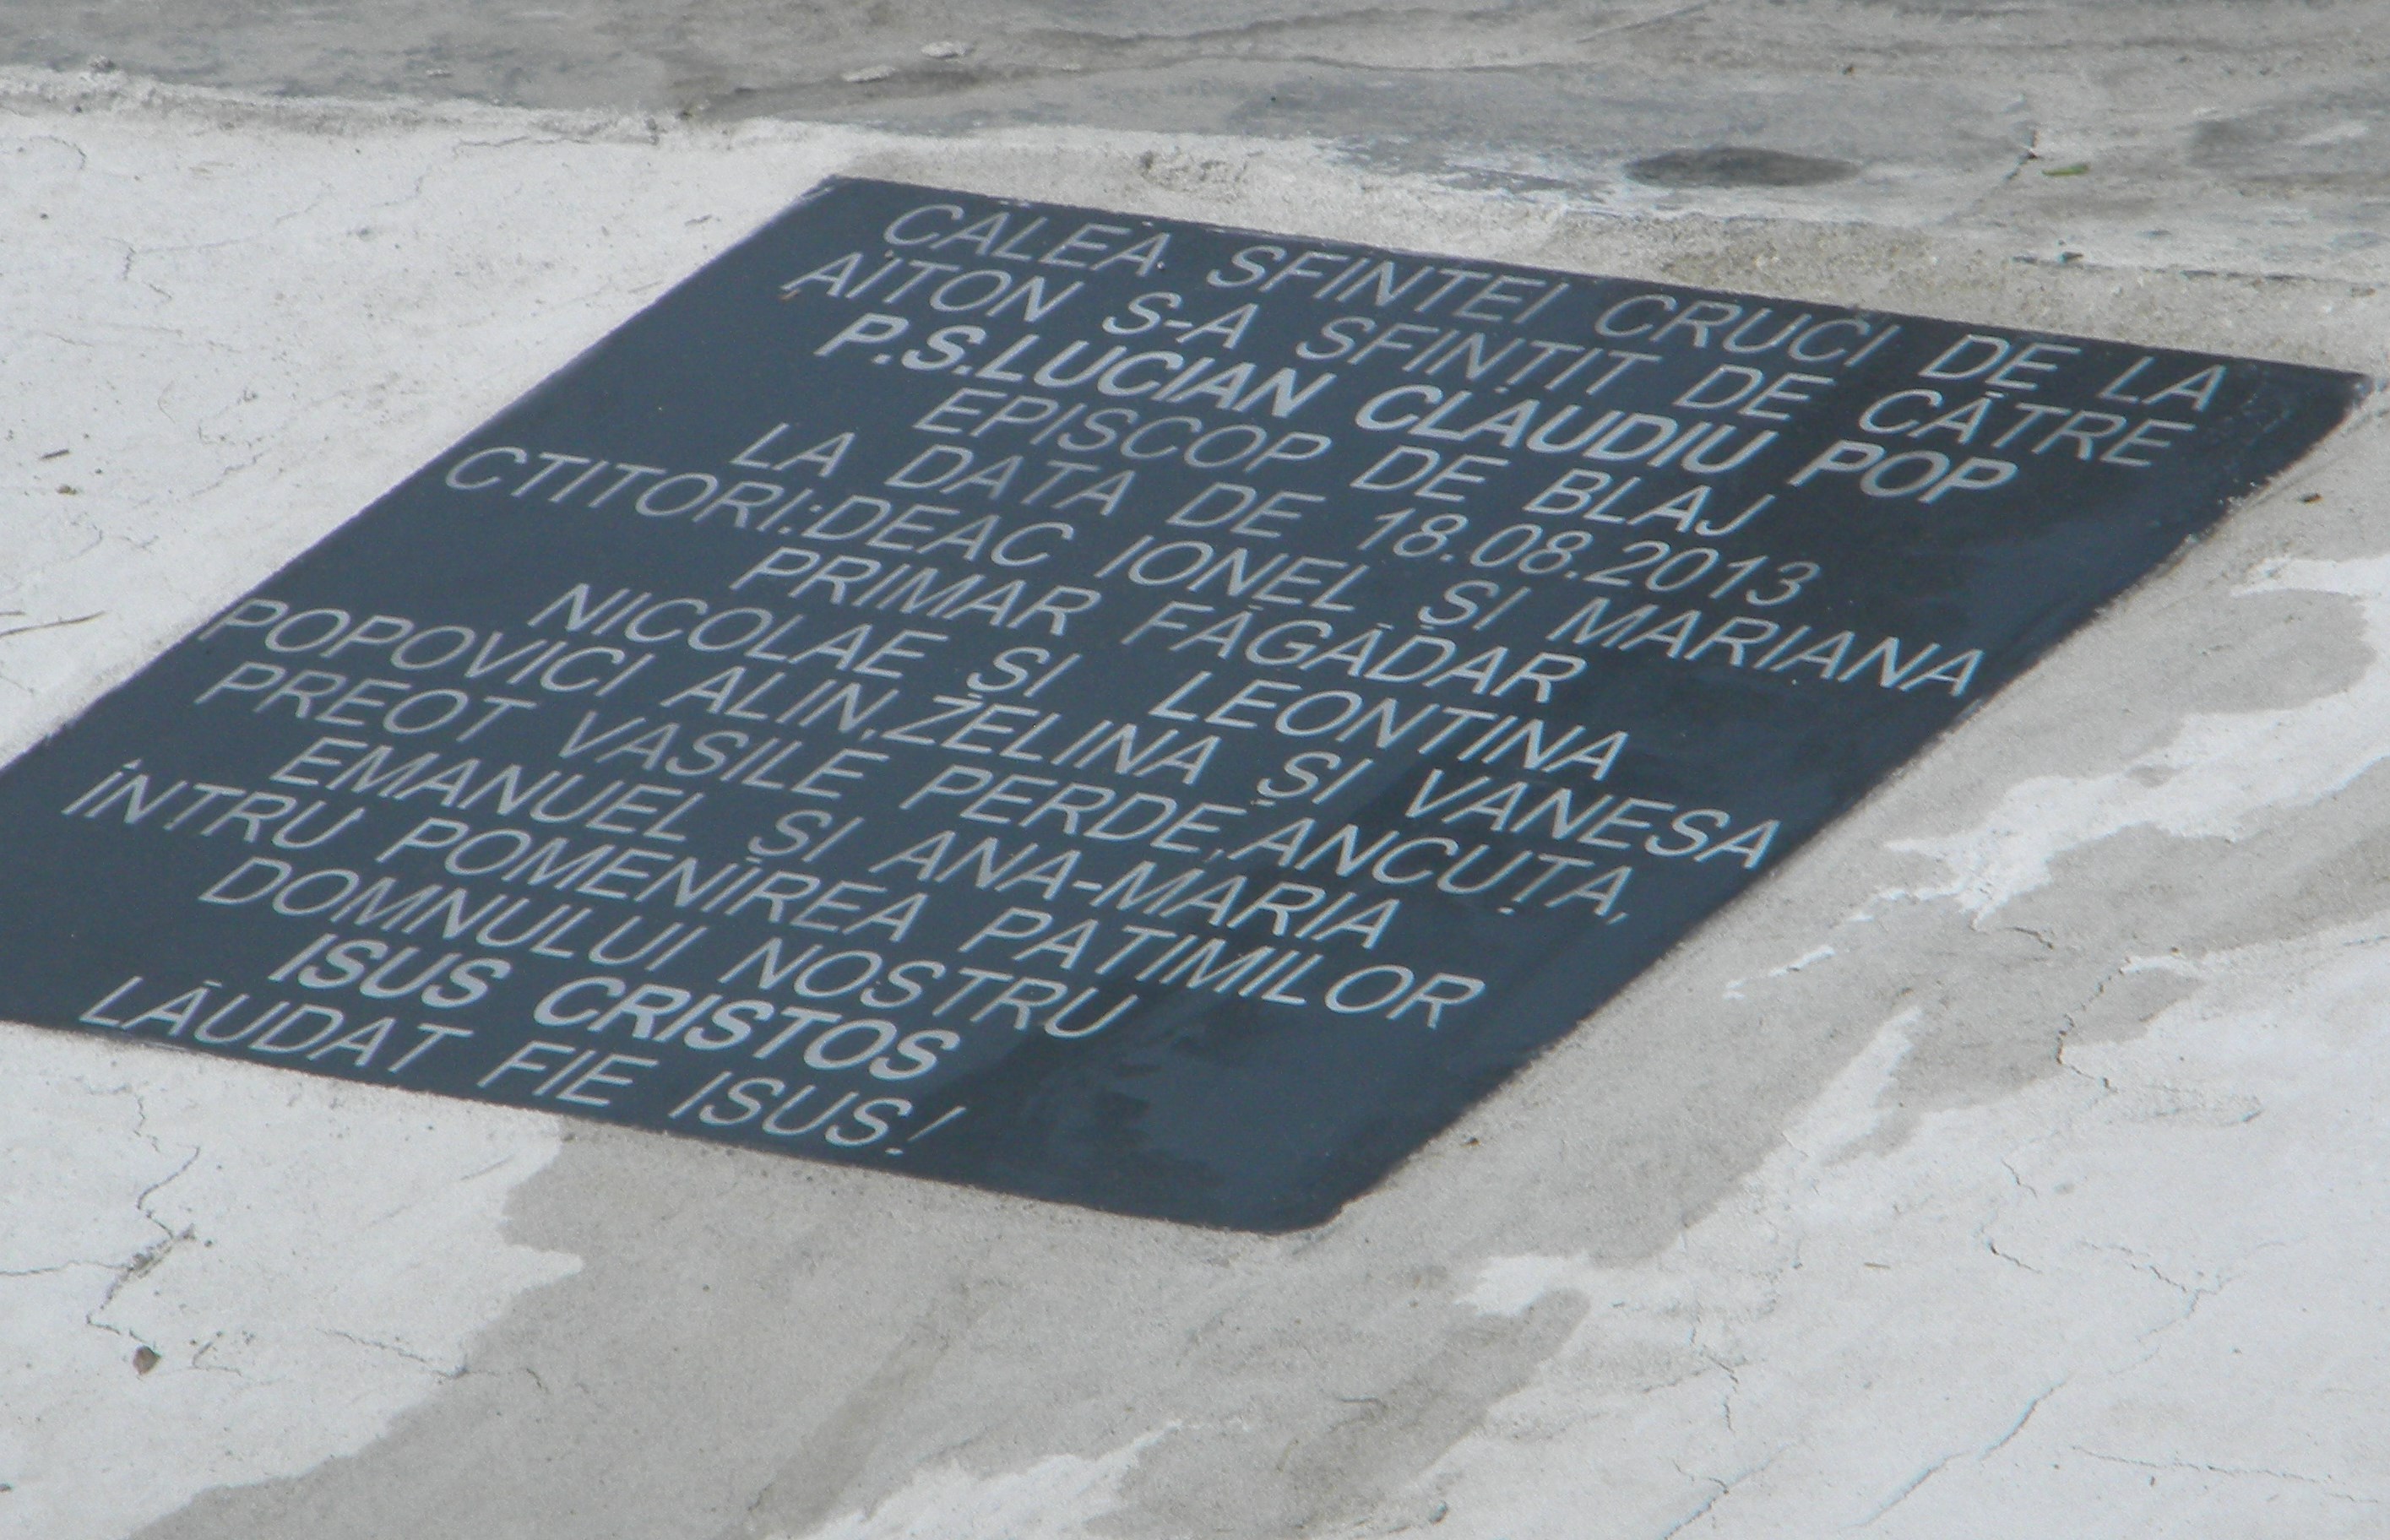 CALEA SFINTEI CRUCI DE LA
AITON S-A SFINȚIT DE CĂTRE
P.S.LUCIAN CLAUDIU POP
EPISCOP DE BLAJ
LA DATA DE 18.08.2013
CTITORI:DEAC IONEL ȘI MARIANA
PRIMAR FĂGĂDAR
NICOLAE ȘI LEONTINA
POPOVICI ALIN,ZELINA ȘI VANESA
PREOT VASILE PERDE,ANCUȚA,
EMANUEL ȘI ANA-MARIA
ÎNTRU POMENIREA PATIMILOR
DOMNULUI NOSTRU
ISUS CRISTOS
LĂUDAT FIE ISUS!